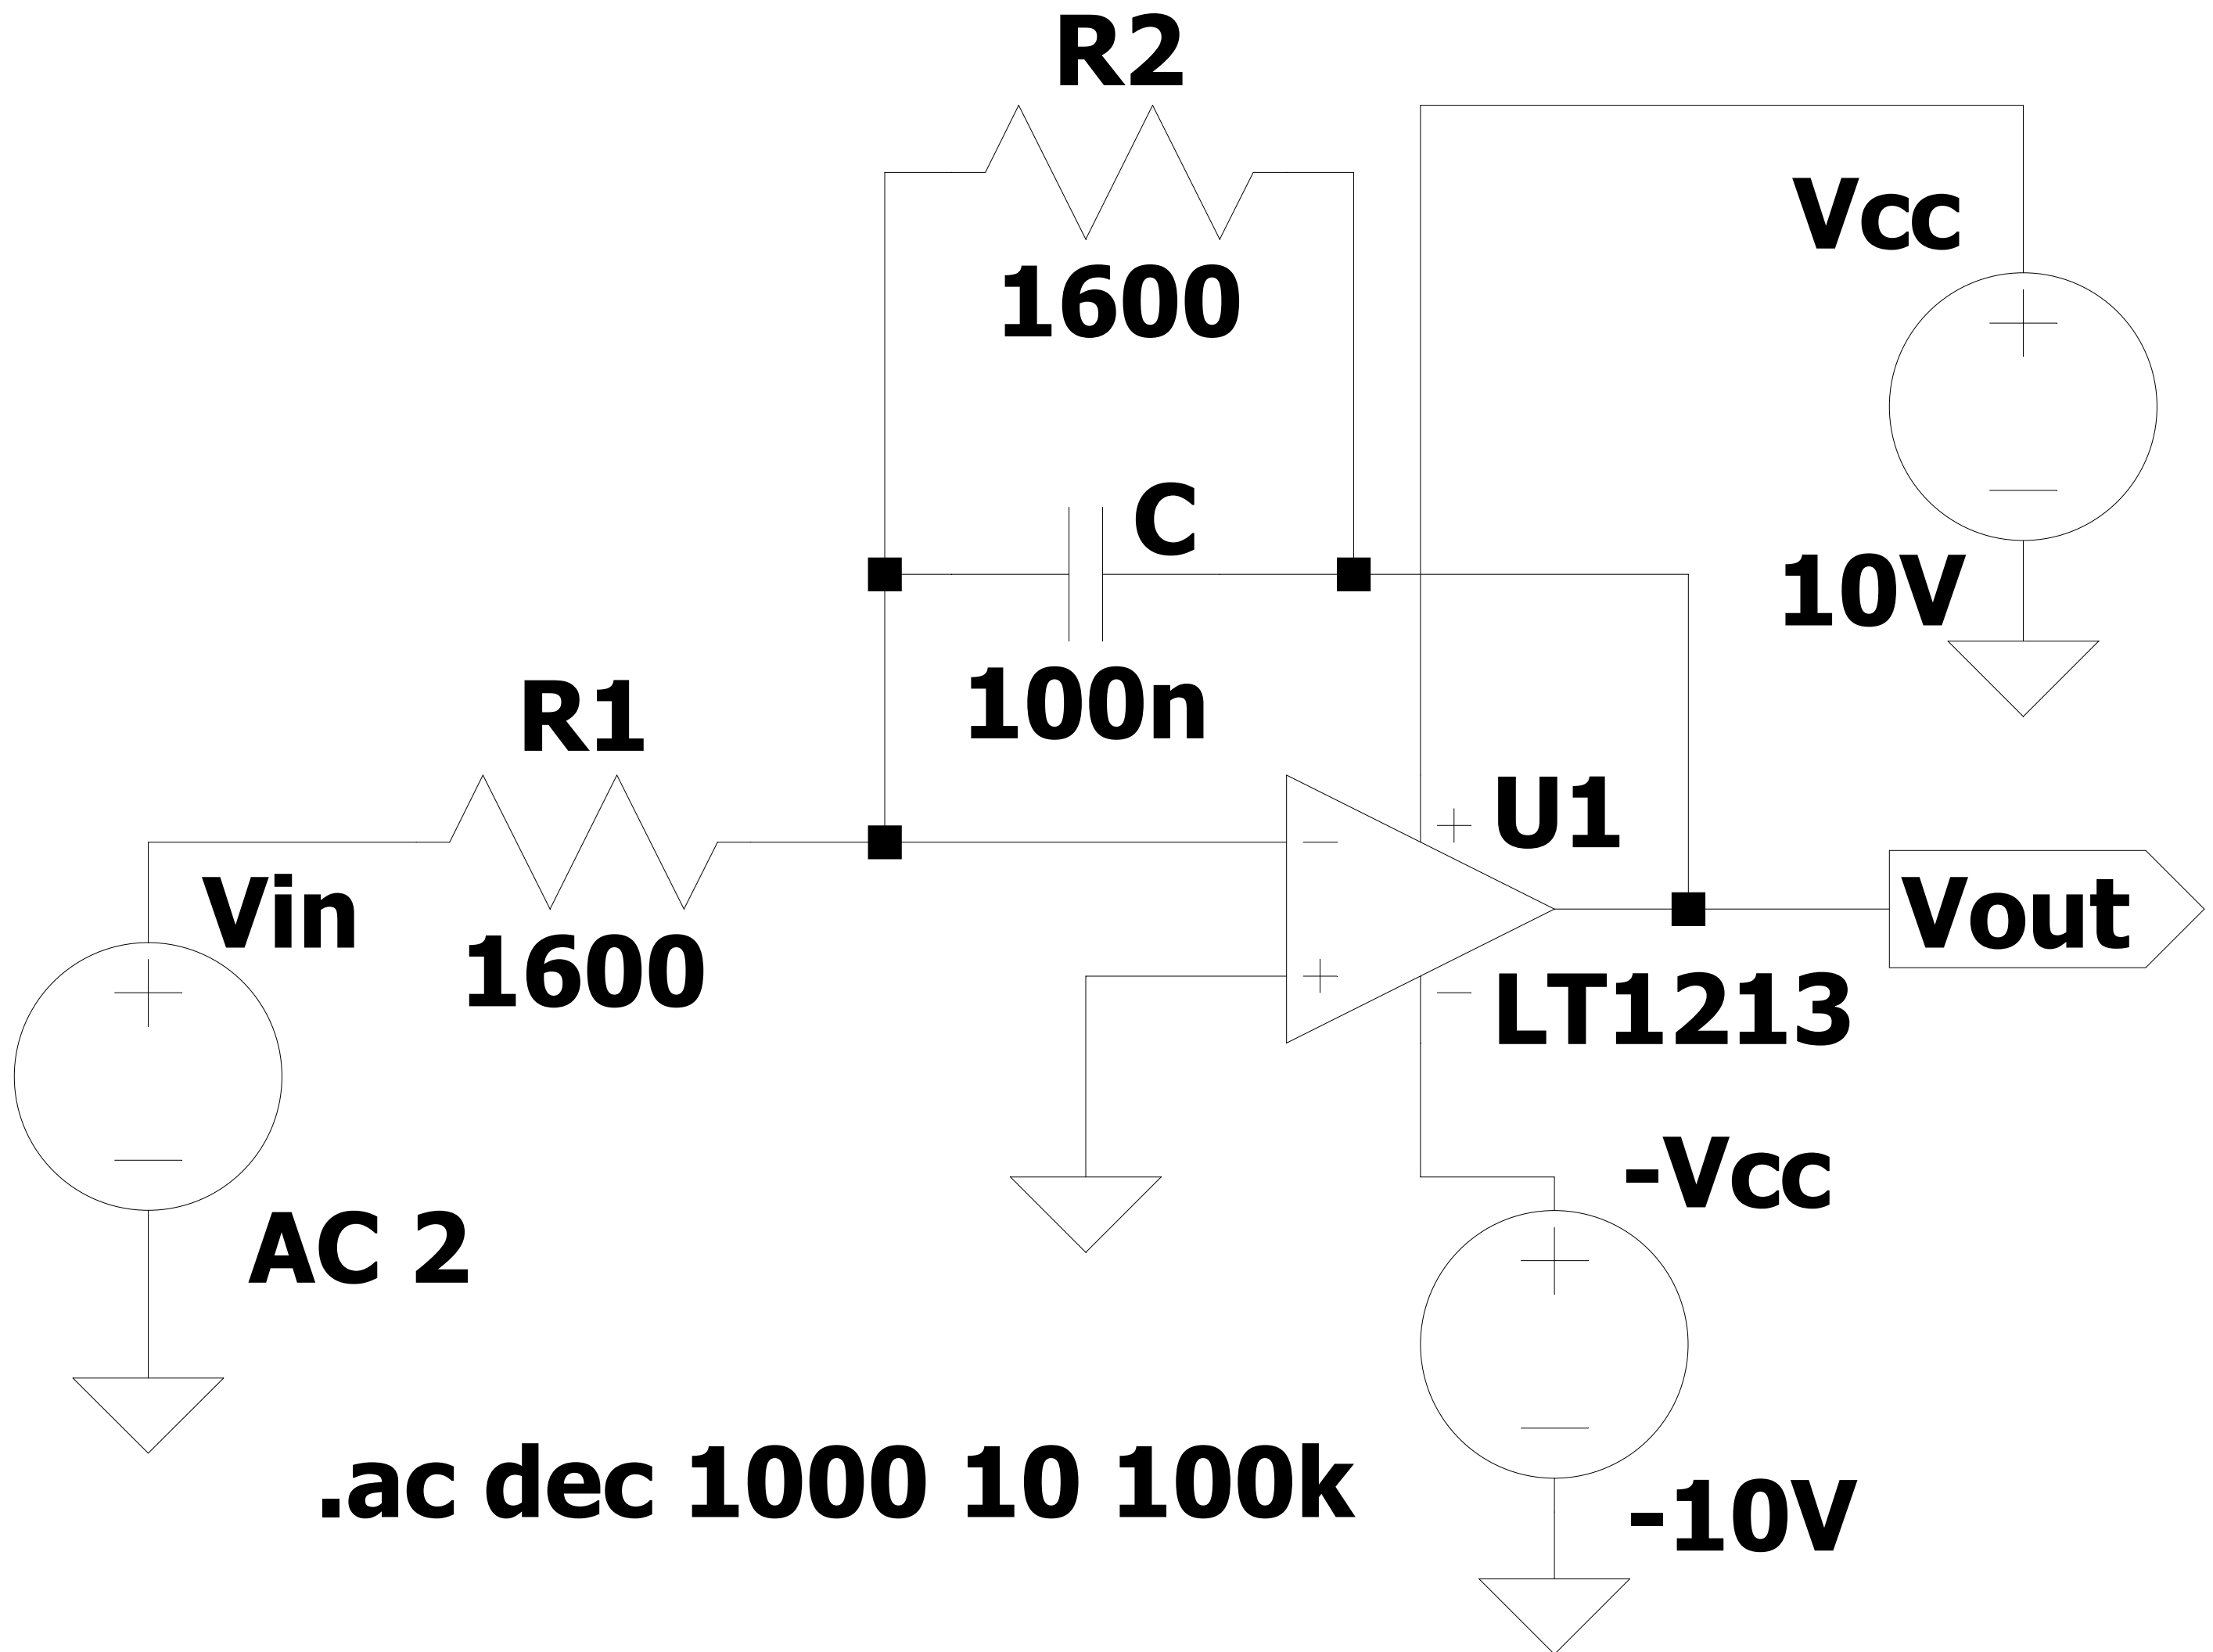 R2
1600
Vcc
10V
C
100n
R1
1600
U1
Vin
Vout
LT1213
AC 2
-Vcc
-10V
.ac dec 1000 10 100k